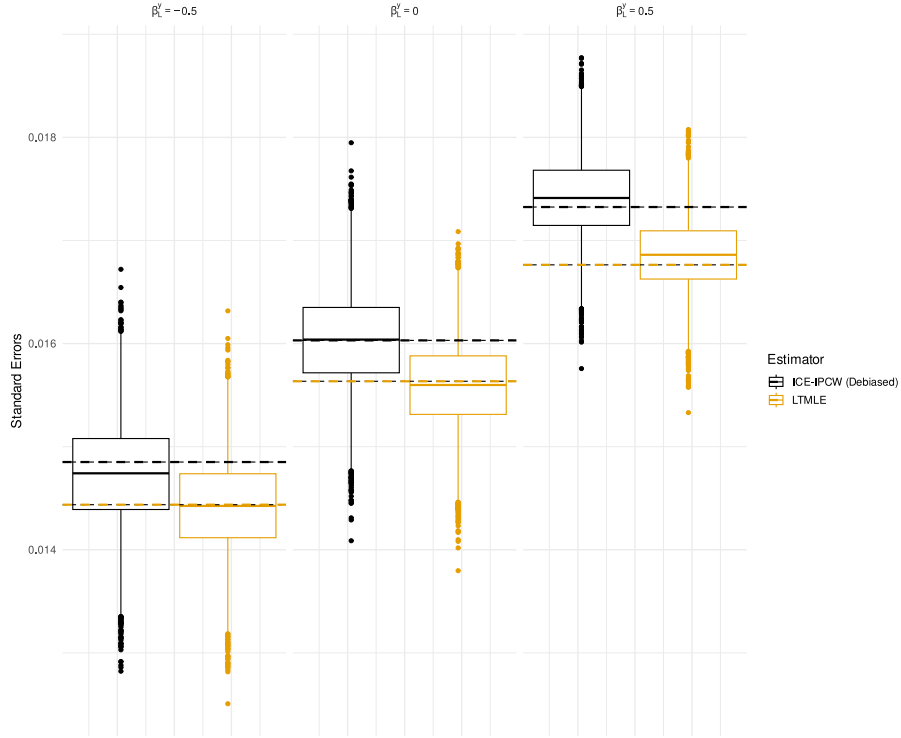 β_L^y = −0.5
β_L^y = 0
β_L^y = 0.5
0.018
0.016
0.014
Standard Errors
Estimator
ICE−IPCW (Debiased)
LTMLE